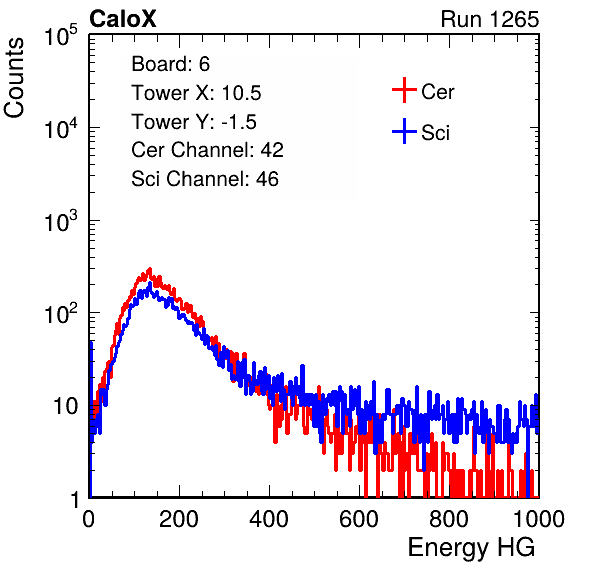 CaloX Run 1265
Counts
10^5
10^4
10^3
10^2
10
1
Board: 6
Tower X: 10.5
Tower Y: -1.5
Cer Channel: 42
Sci Channel: 46
Cer
Sci
0 200 400 600 800 1000
Energy HG